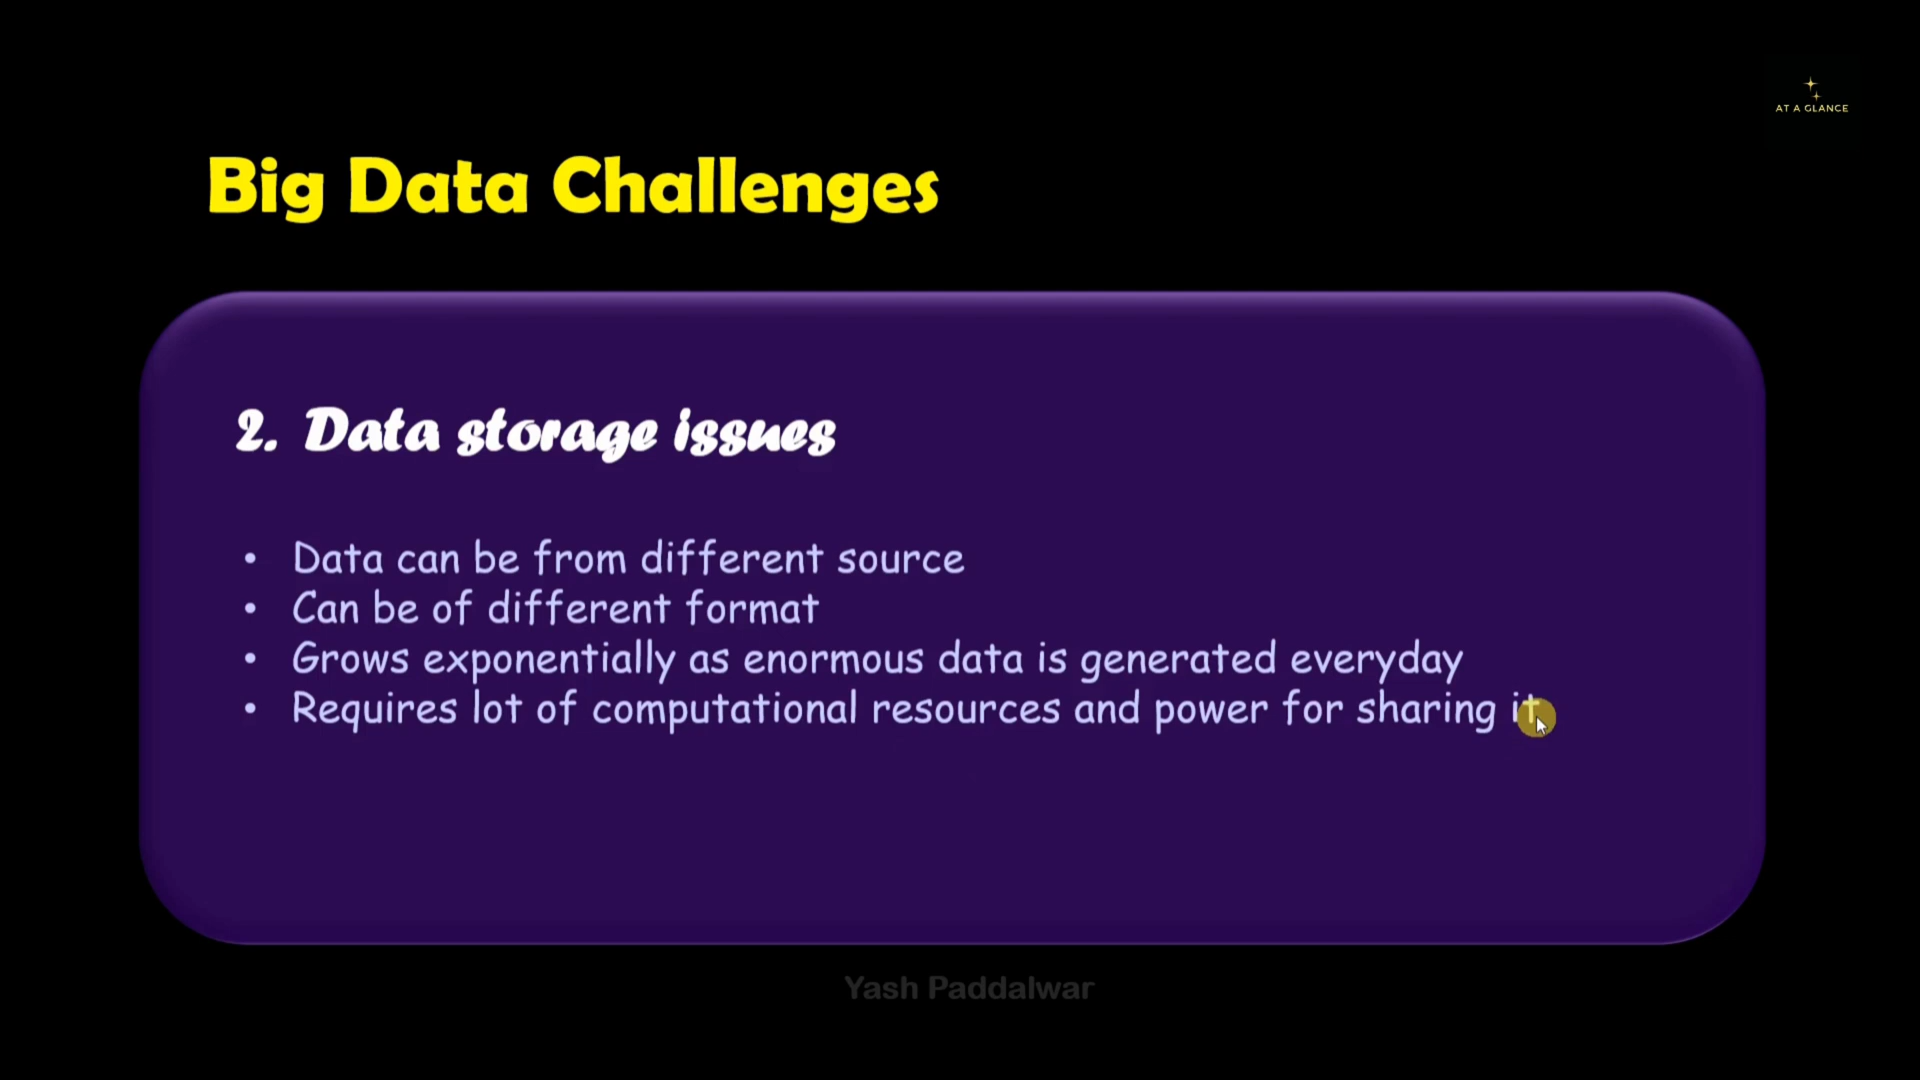 AT A GLANCE
Big Data Challenges
2. Data storage issues
• Data can be from different source
• Can be of different format
• Grows exponentially as enormous data is generated everyday
• Requires lot of computational resources and power for sharing it
Yash Paddalwar